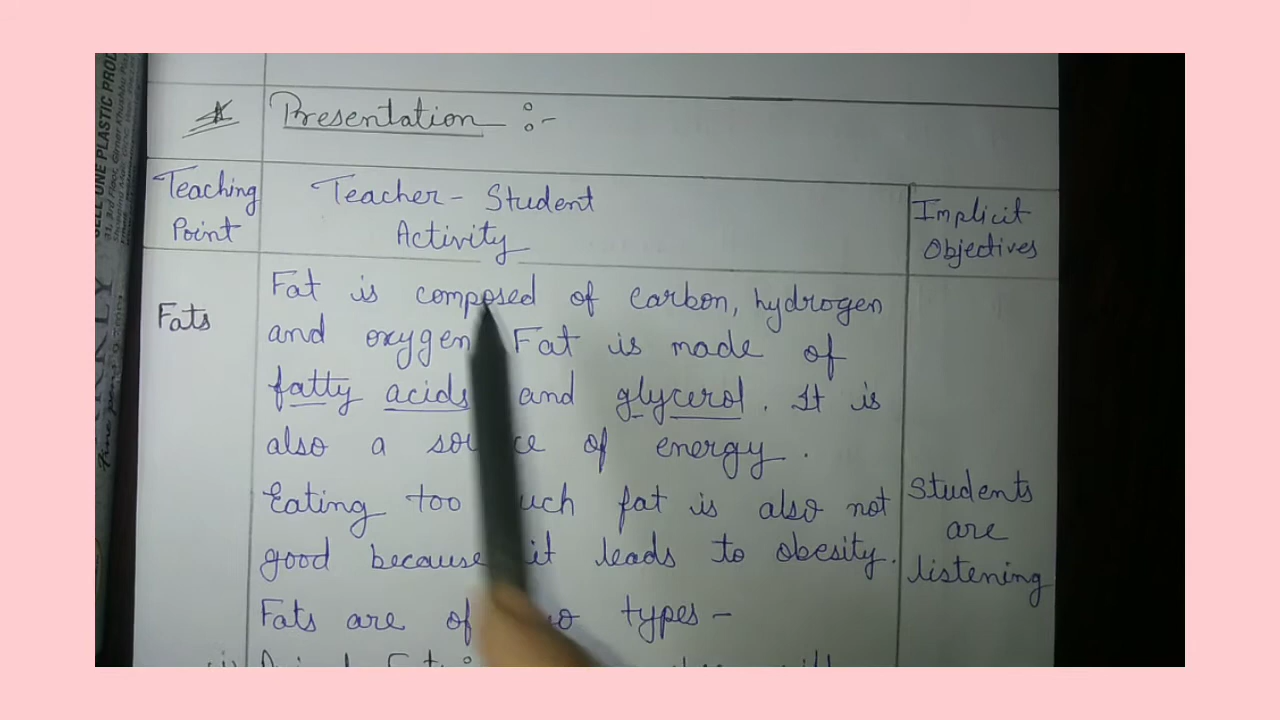 Presentation :-
Teaching Point
Teacher - Student Activity
Implicit Objectives
Fats
Fat is composed of carbon, hydrogen
and oxygen Fat is made of
fatty acids and glycerol. It is
also a of energy.
Eating too fat is also not
good because it leads to obesity.
Fats are of types -
Students
are
listening